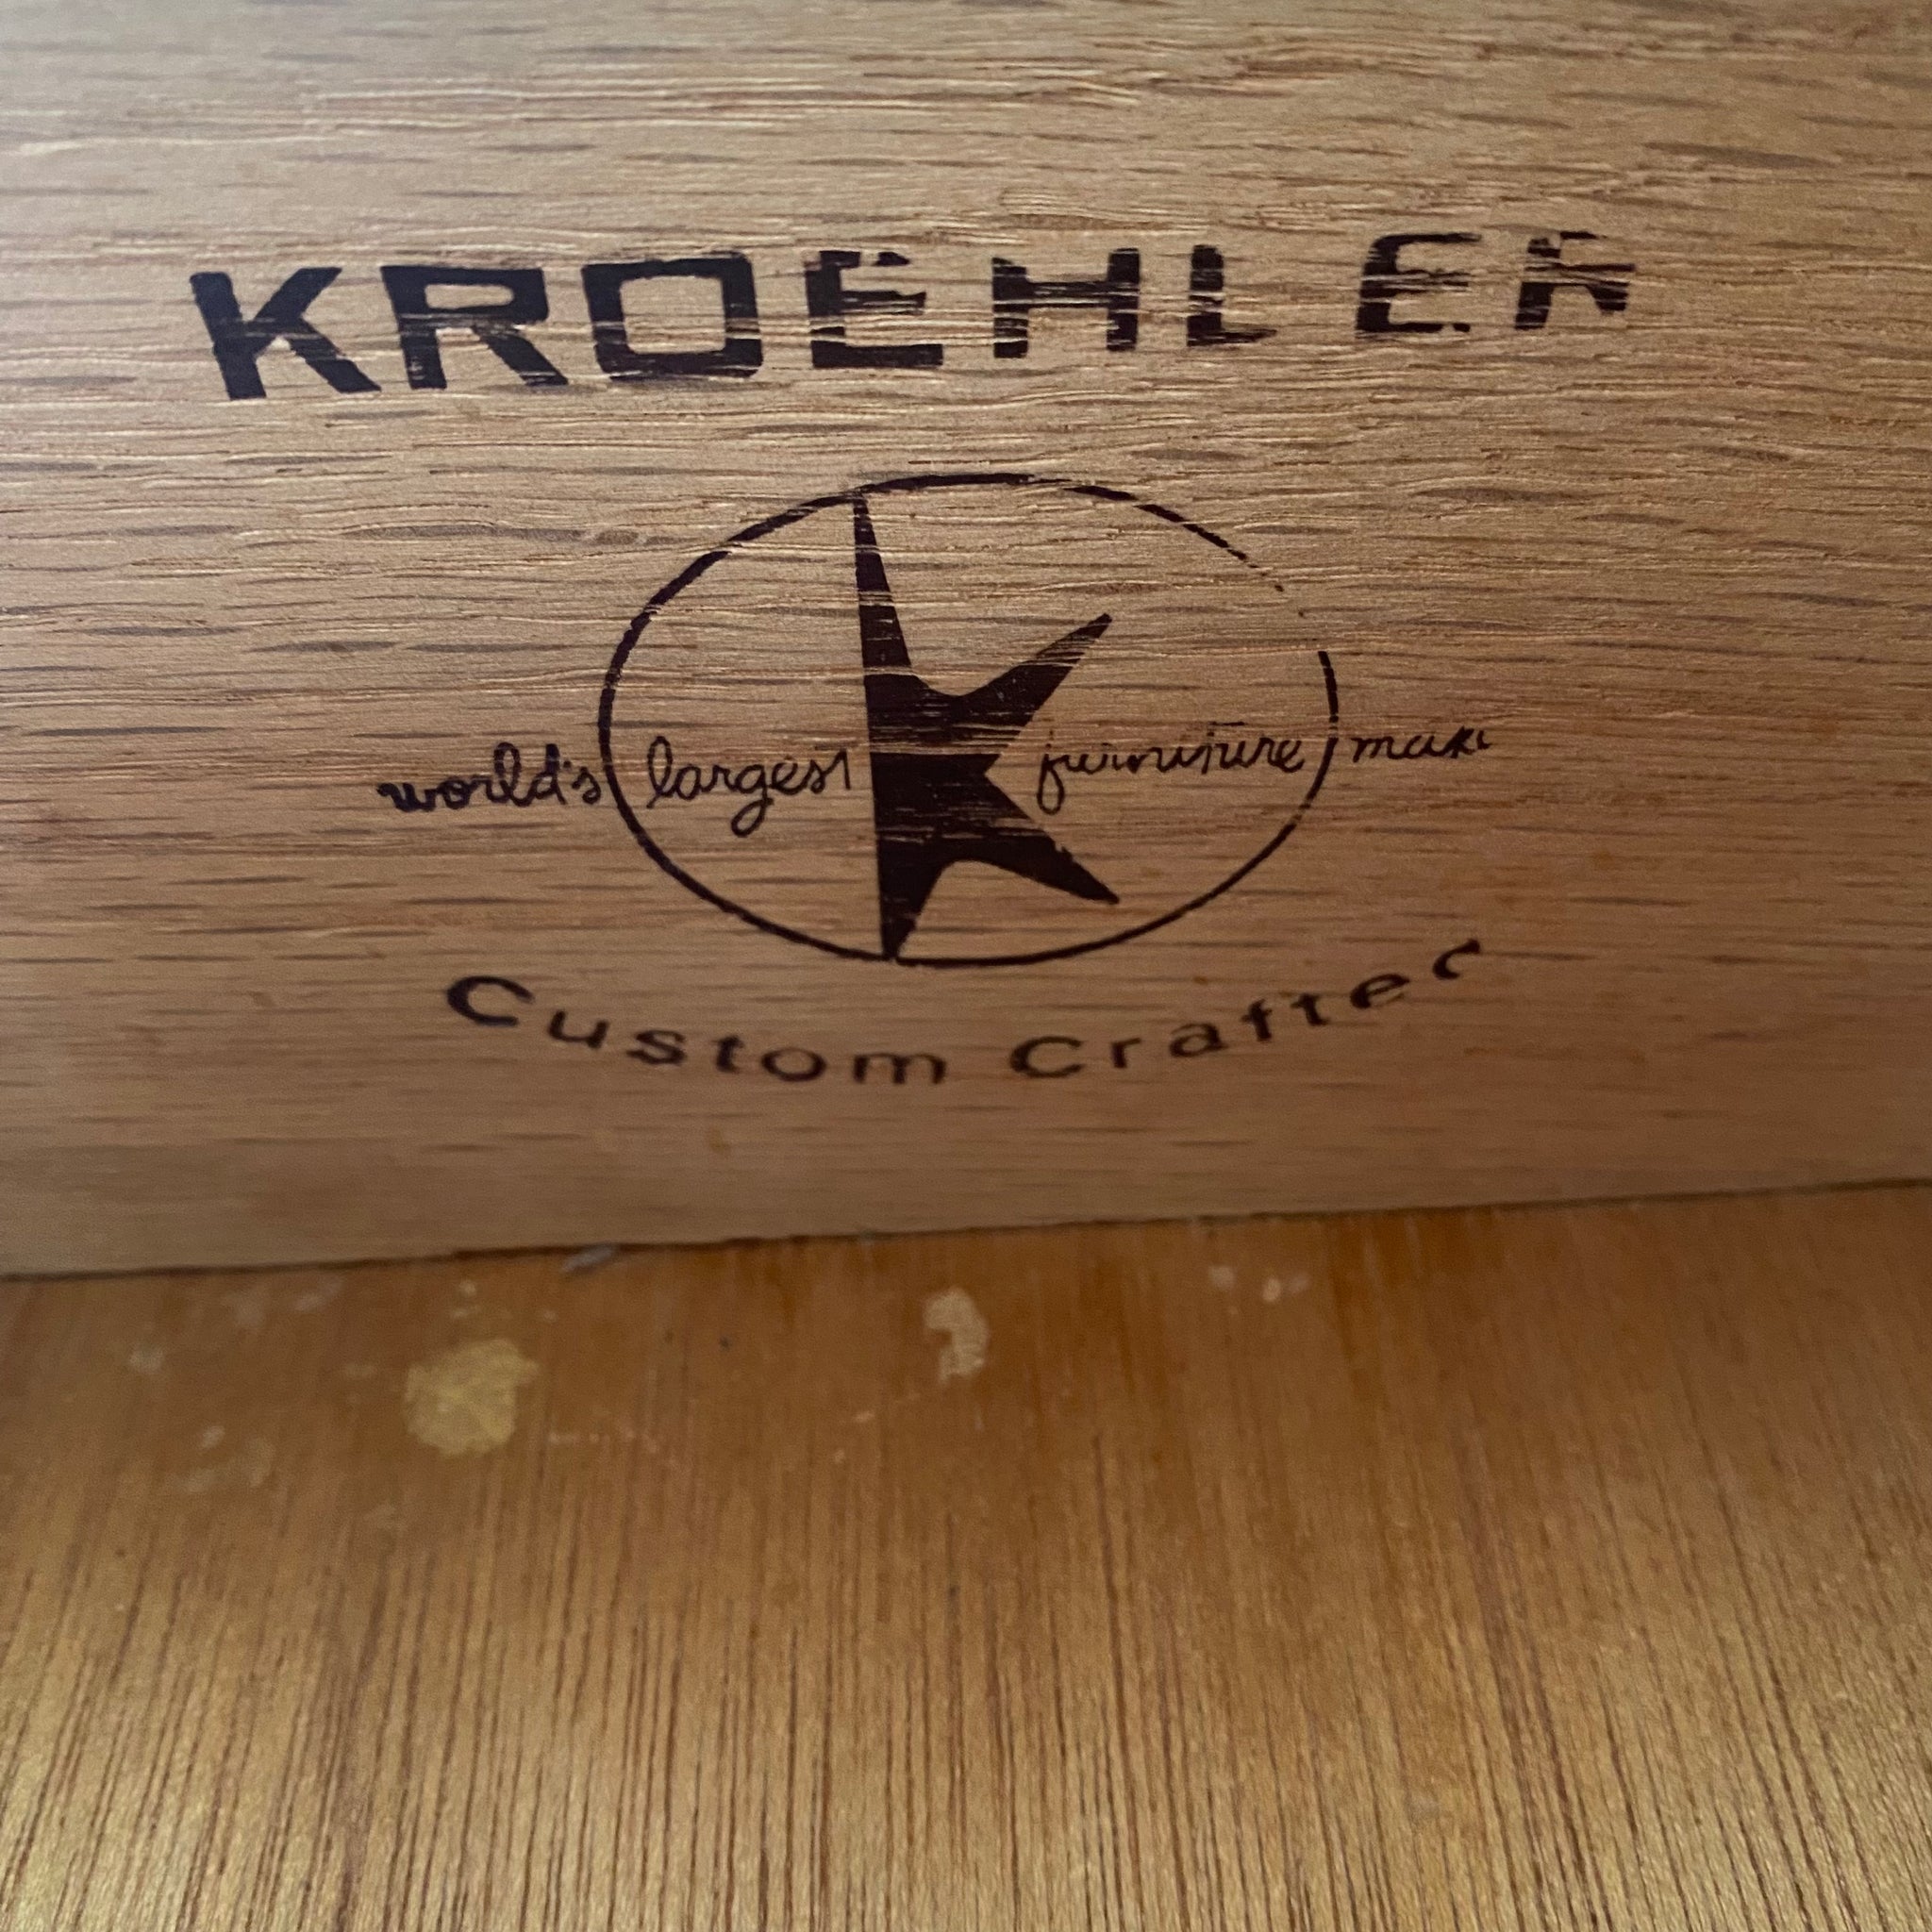 KROEHLER
world's largest furniture make
Custom Crafted